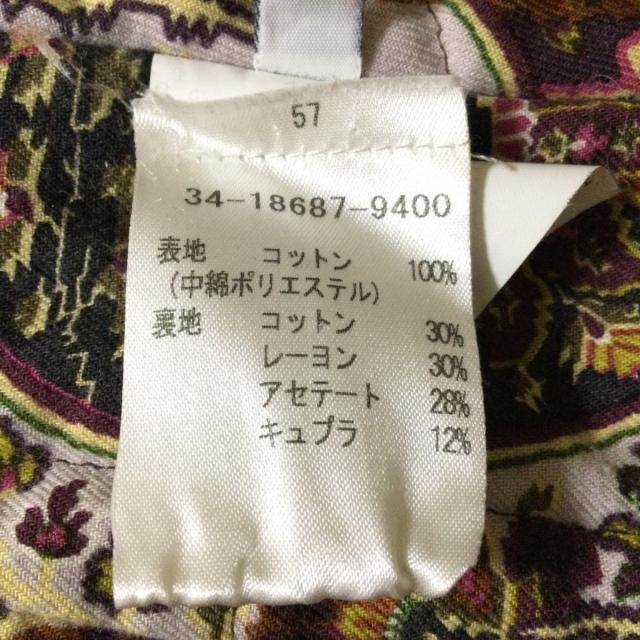 57
34-18687-9400
表地 コットン 100%
(中綿ポリエステル)
裏地 コットン 30%
レーヨン 30%
アセテート 28%
キュプラ 12%